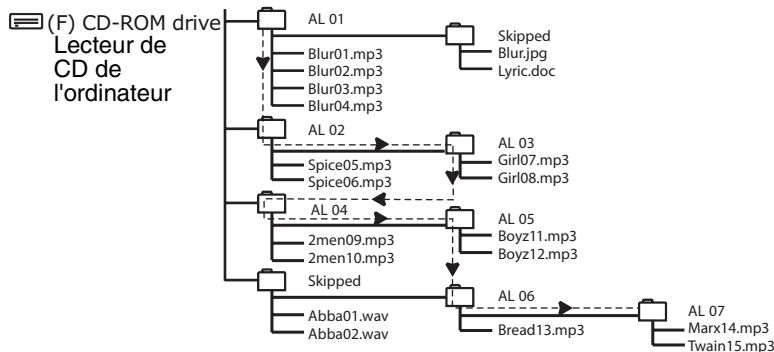 (F) CD-ROM drive
Lecteur de
CD de
l'ordinateur
AL 01
Blur01.mp3
Blur02.mp3
Blur03.mp3
Blur04.mp3
Skipped
Blur.jpg
Lyric.doc
AL 02
Spice05.mp3
Spice06.mp3
AL 03
Girl07.mp3
Girl08.mp3
AL 04
2men09.mp3
2men10.mp3
AL 05
Boyz11.mp3
Boyz12.mp3
Skipped
Abba01.wav
Abba02.wav
AL 06
Bread13.mp3
AL 07
Marx14.mp3
Twain15.mp3